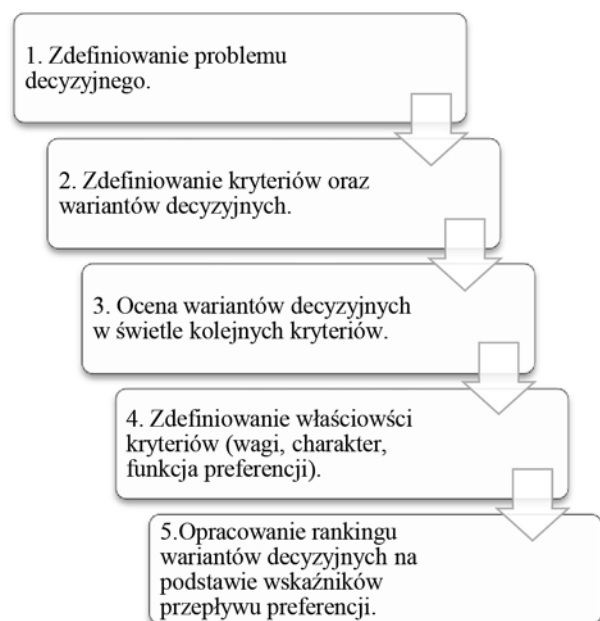 1. Zdefiniowanie problemu
decyzyjnego.
2. Zdefiniowanie kryteriów oraz
wariantów decyzyjnych.
3. Ocena wariantów decyzyjnych
w świetle kolejnych kryteriów.
4. Zdefiniowanie właściowści
kryteriów (wagi, charakter,
funkcja preferencji).
5.Opracowanie rankingu
wariantów decyzyjnych na
podstawie wskaźników
przepływu preferencji.